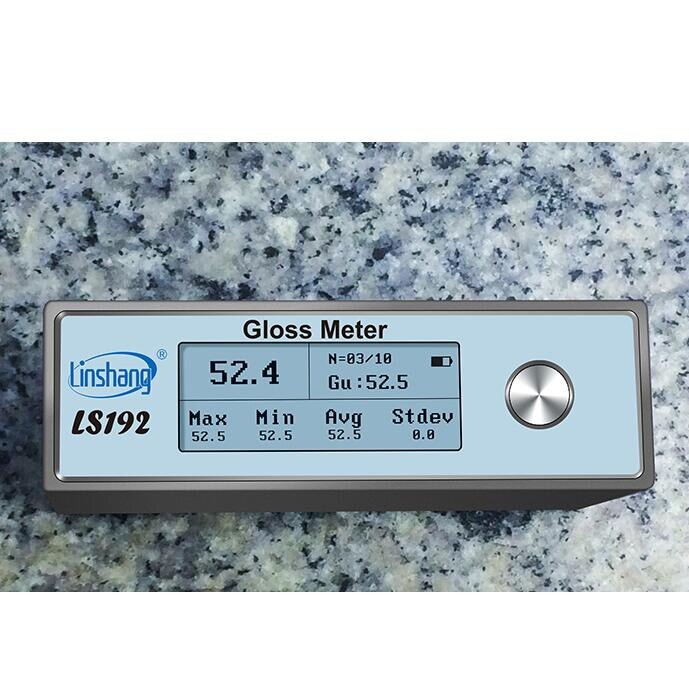 Gloss Meter
Linshang®
LS192
52.4
N=03/10
Gu:52.5
Max Min Avg Stdev
52.5 52.5 52.5 0.0